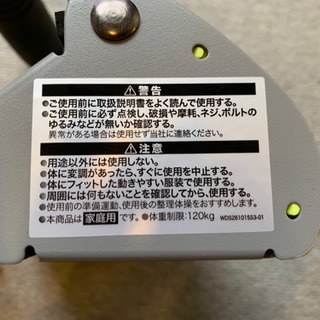 ⚠警告
●ご使用前に取扱説明書をよく読んで使用する。
●ご使用前に必ず点検し、破損や摩耗、ネジ、ボルトの
ゆるみなどが無いか確認する。
異常がある場合は使用せず当社に連絡ください。
⚠注意
●用途以外には使用しない。
●体に変調があったら、すぐに使用を中止する。
●体にフィットした動きやすい服装で使用する。
●周囲には何もないことを確認してから、使用する。
●使用前の準備運動、使用後の整理体操をおすすめします。
●本商品は家庭用です。●体重制限:120kg WDS261015S3-01